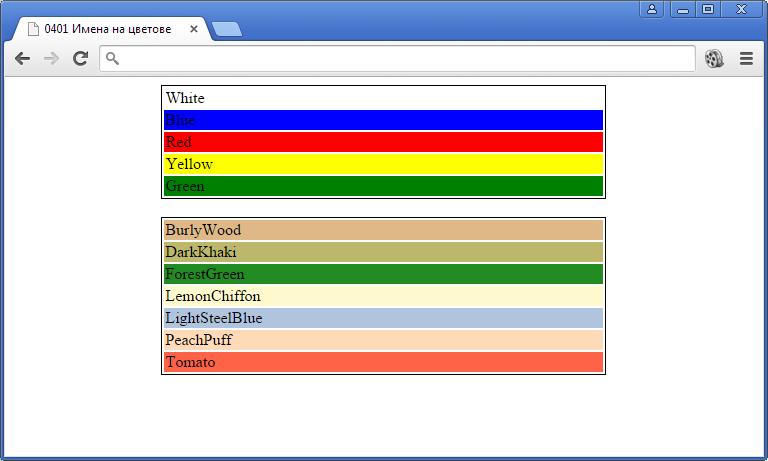 0401 Имена на цветове
White
Blue
Red
Yellow
Green
BurlyWood
DarkKhaki
ForestGreen
LemonChiffon
LightSteelBlue
PeachPuff
Tomato